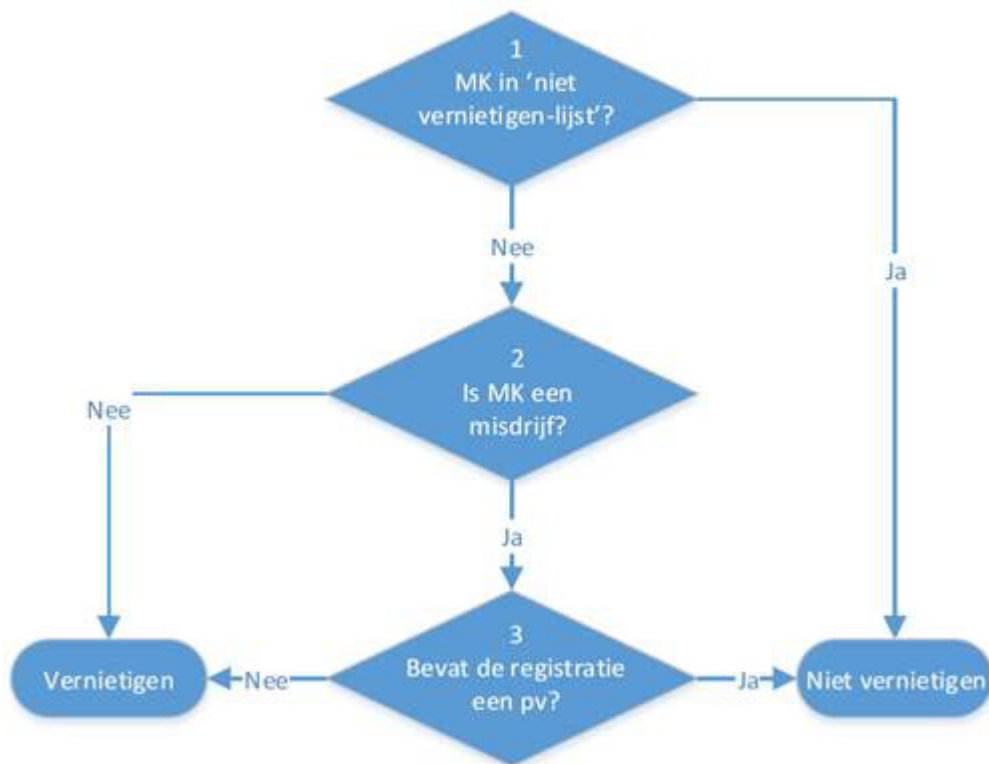 1
MK in ‘niet
vernietigen-lijst’?
Nee
Ja
2
Is MK een
misdrijf?
Nee
Ja
3
Bevat de registratie
een pv?
Vernietigen
Nee
Ja
Niet vernietigen